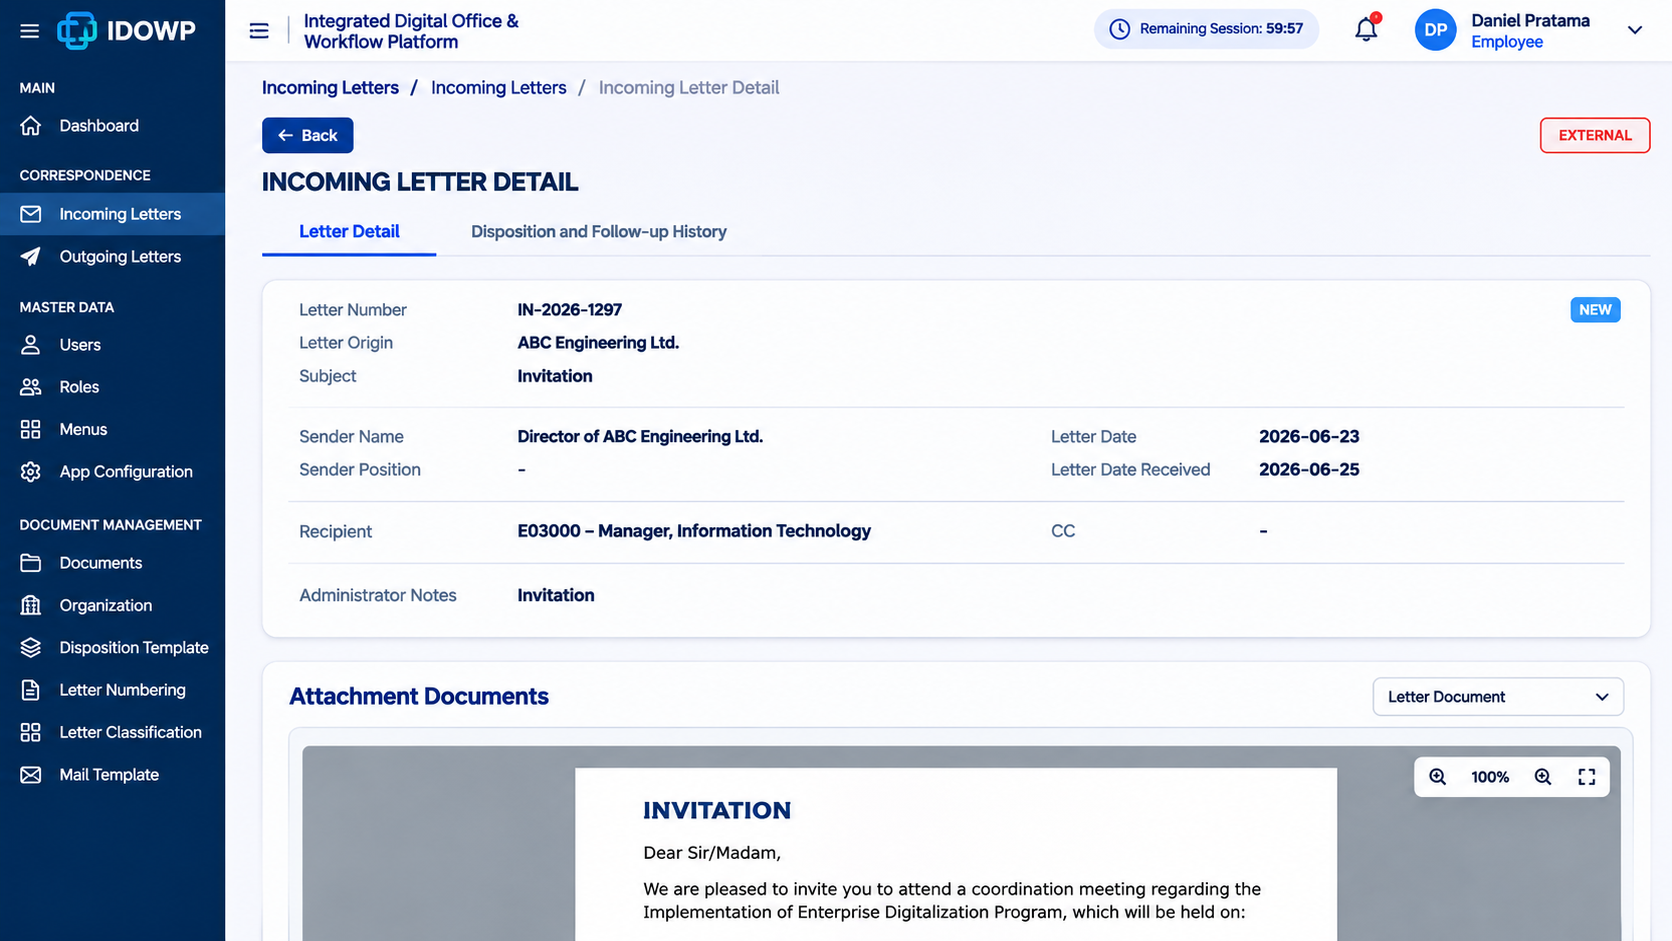 IDOWP
MAIN
Dashboard
CORRESPONDENCE
Incoming Letters
Outgoing Letters
MASTER DATA
Users
Roles
Menus
App Configuration
DOCUMENT MANAGEMENT
Documents
Organization
Disposition Template
Letter Numbering
Letter Classification
Mail Template
Integrated Digital Office &
Workflow Platform
Remaining Session: 59:57
DP
Daniel Pratama
Employee
Incoming Letters / Incoming Letters / Incoming Letter Detail
← Back
EXTERNAL
INCOMING LETTER DETAIL
Letter Detail
Disposition and Follow-up History
Letter Number IN-2026-1297
NEW
Letter Origin ABC Engineering Ltd.
Subject Invitation
Sender Name Director of ABC Engineering Ltd.
Letter Date 2026-06-23
Sender Position -
Letter Date Received 2026-06-25
Recipient E03000 – Manager, Information Technology
CC -
Administrator Notes Invitation
Attachment Documents
Letter Document
100%
INVITATION
Dear Sir/Madam,
We are pleased to invite you to attend a coordination meeting regarding the
Implementation of Enterprise Digitalization Program, which will be held on: